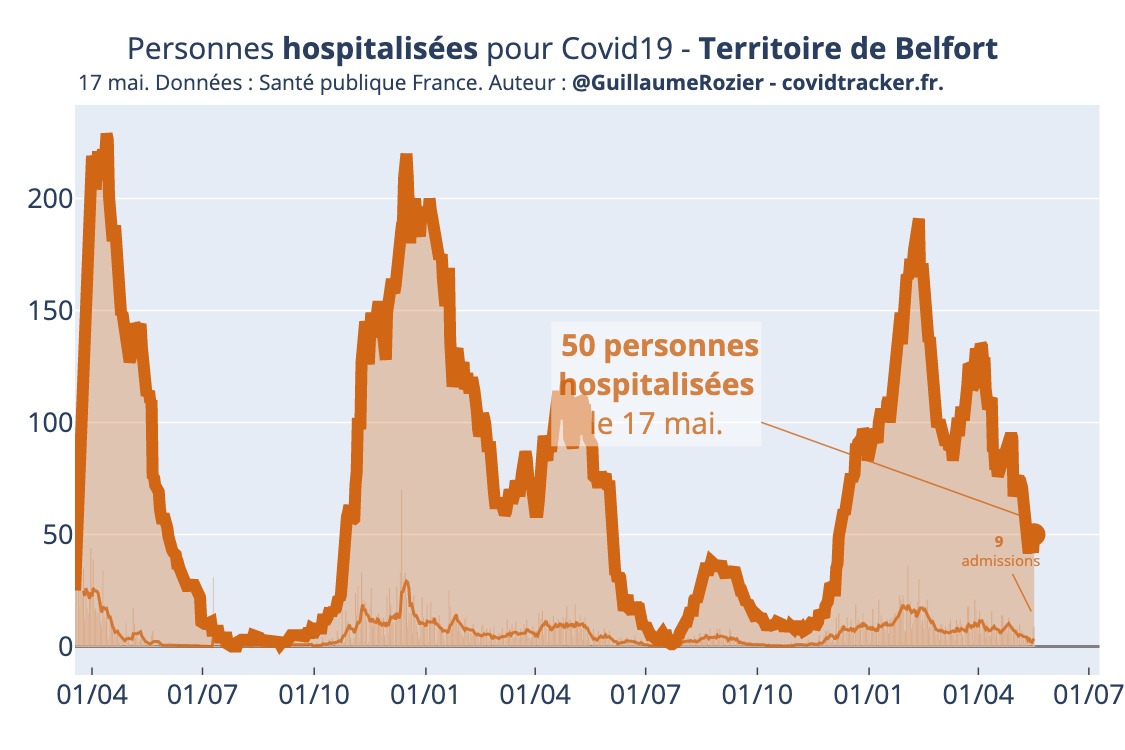 Personnes hospitalisées pour Covid19 - Territoire de Belfort
17 mai. Données : Santé publique France. Auteur : @GuillaumeRozier - covidtracker.fr.
200
150
50 personnes
hospitalisées
le 17 mai.
100
50
9
admissions
0
01/04 01/07 01/10 01/01 01/04 01/07 01/10 01/01 01/04 01/07